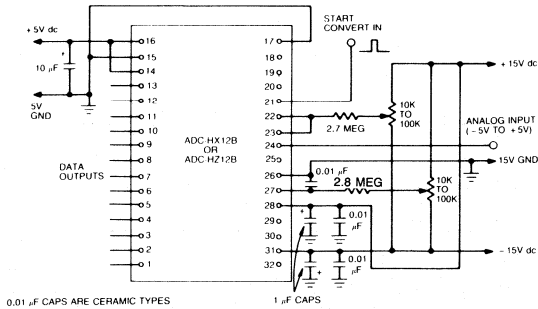 START
CONVERT IN
+ 5V dc
+ 15V dc
10 µF
+
5V
GND
16
15
14
13
12
11
10
9
8
7
6
5
4
3
2
1
DATA
OUTPUTS
ADC-HX12B
OR
ADC-HZ12B
17
18
19
20
21
22
23
24
25
26
27
28
29
30
31
32
2.7 MEG
10K
TO
100K
ANALOG INPUT
(– 5V TO + 5V)
0.01 µF
15V GND
2.8 MEG
10K
TO
100K
+
0.01
µF
+
0.01
µF
– 15V dc
1 µF CAPS
0.01 µF CAPS ARE CERAMIC TYPES